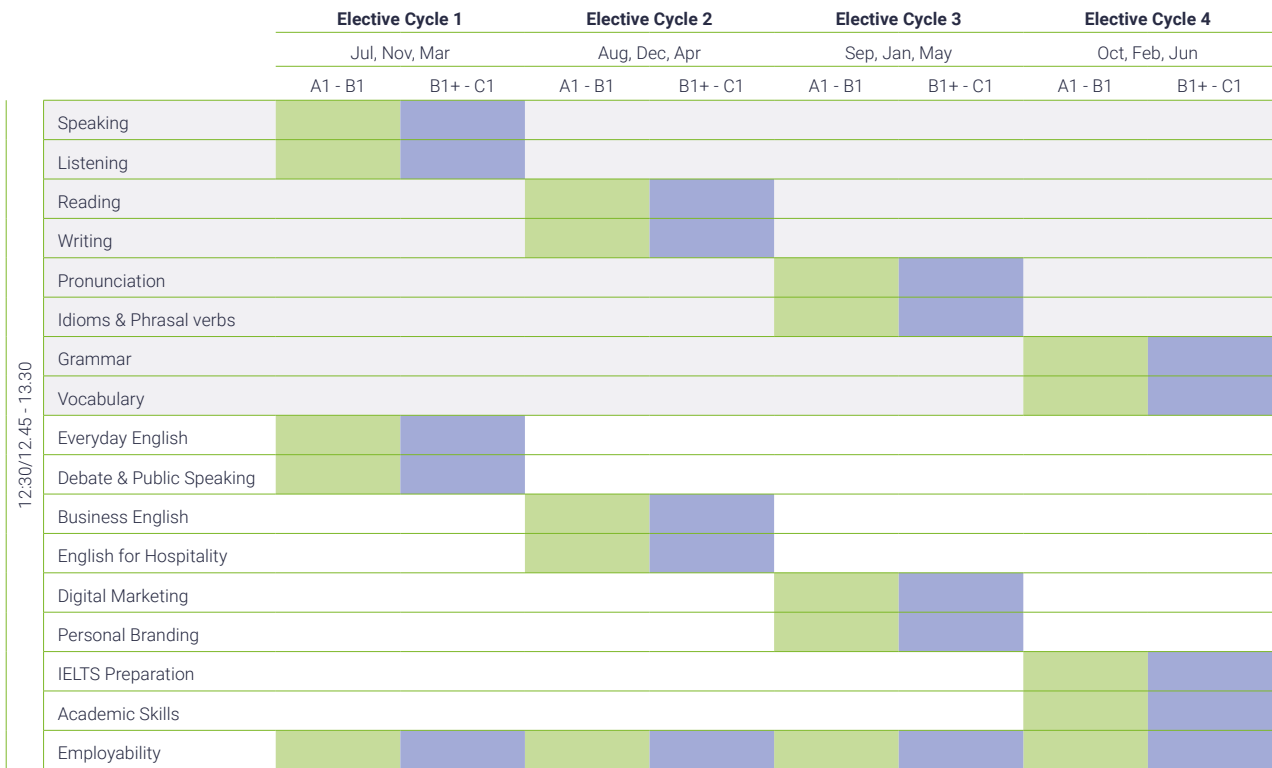 Elective Cycle 1 Elective Cycle 2 Elective Cycle 3 Elective Cycle 4
Jul, Nov, Mar Aug, Dec, Apr Sep, Jan, May Oct, Feb, Jun
A1 - B1 B1+ - C1 A1 - B1 B1+ - C1 A1 - B1 B1+ - C1 A1 - B1 B1+ - C1
12:30/12.45 - 13.30
Speaking
Listening
Reading
Writing
Pronunciation
Idioms & Phrasal verbs
Grammar
Vocabulary
Everyday English
Debate & Public Speaking
Business English
English for Hospitality
Digital Marketing
Personal Branding
IELTS Preparation
Academic Skills
Employability